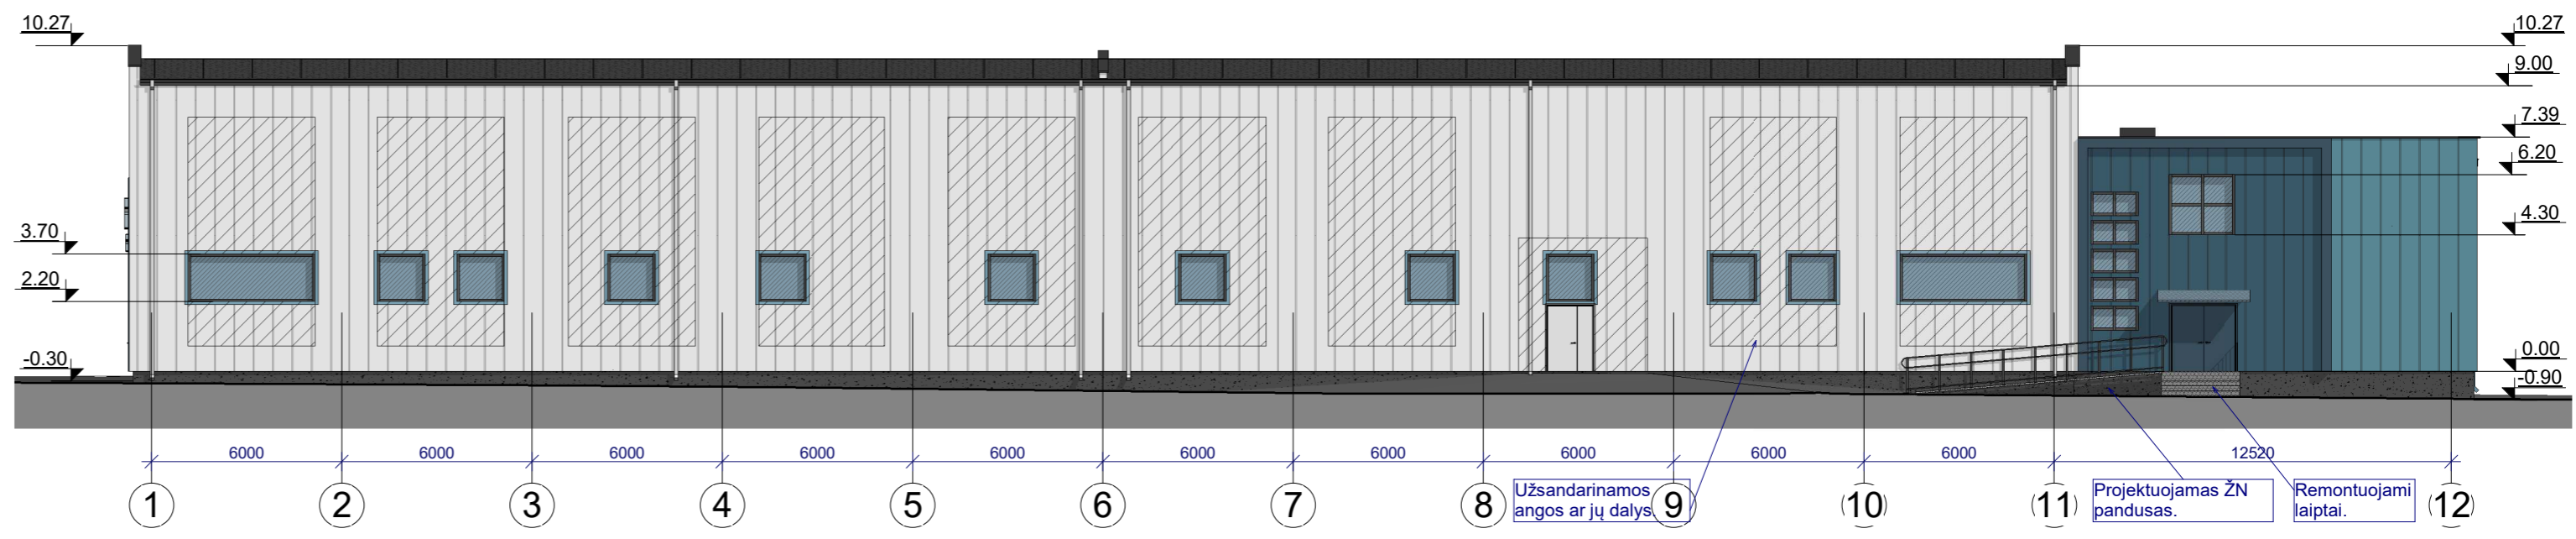 10.27
10.27
9.00
7.39
6.20
4.30
3.70
2.20
-0.30
0.00
-0.90
6000 6000 6000 6000 6000 6000 6000 6000 6000 6000 12520
1 2 3 4 5 6 7 8 9 10 11 12
Užsandarinamos
angos ar jų dalys.
Projektuojamas ŽN
pandusas.
Remontuojami
laiptai.